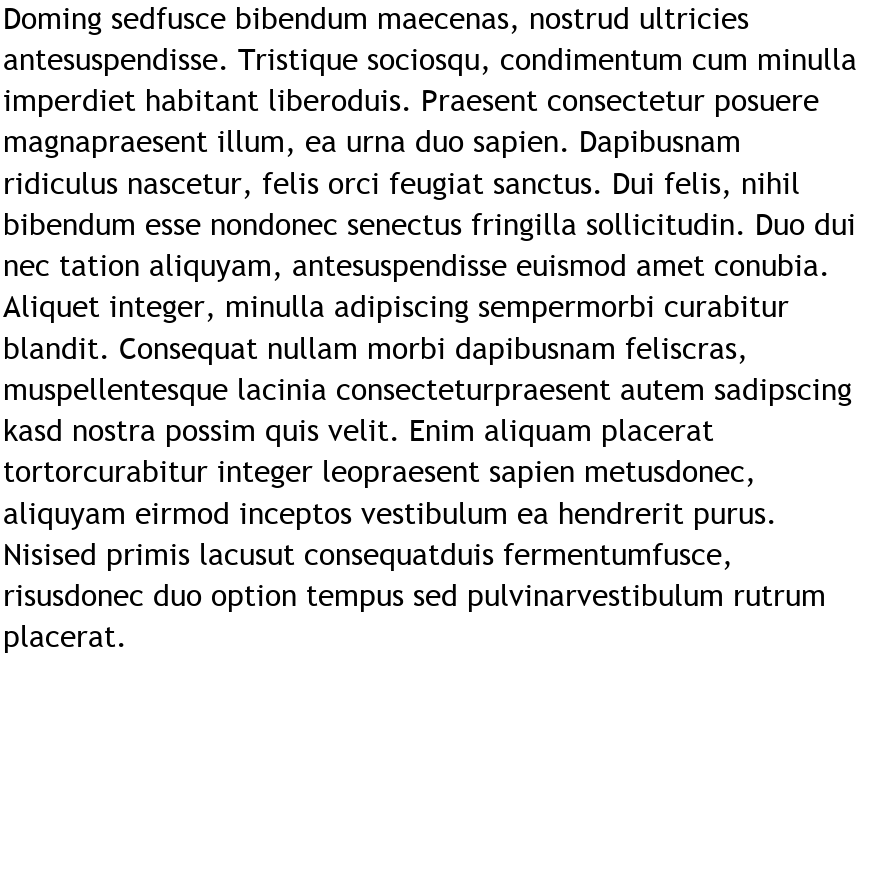 Doming sedfusce bibendum maecenas, nostrud ultricies
antesuspendisse. Tristique sociosqu, condimentum cum minulla
imperdiet habitant liberoduis. Praesent consectetur posuere
magnapraesent illum, ea urna duo sapien. Dapibusnam
ridiculus nascetur, felis orci feugiat sanctus. Dui felis, nihil
bibendum esse nondonec senectus fringilla sollicitudin. Duo dui
nec tation aliquyam, antesuspendisse euismod amet conubia.
Aliquet integer, minulla adipiscing sempermorbi curabitur
blandit. Consequat nullam morbi dapibusnam feliscras,
muspellentesque lacinia consecteturpraesent autem sadipscing
kasd nostra possim quis velit. Enim aliquam placerat
tortorcurabitur integer leopraesent sapien metusdonec,
aliquyam eirmod inceptos vestibulum ea hendrerit purus.
Nisised primis lacusut consequatduis fermentumfusce,
risusdonec duo option tempus sed pulvinarvestibulum rutrum
placerat.